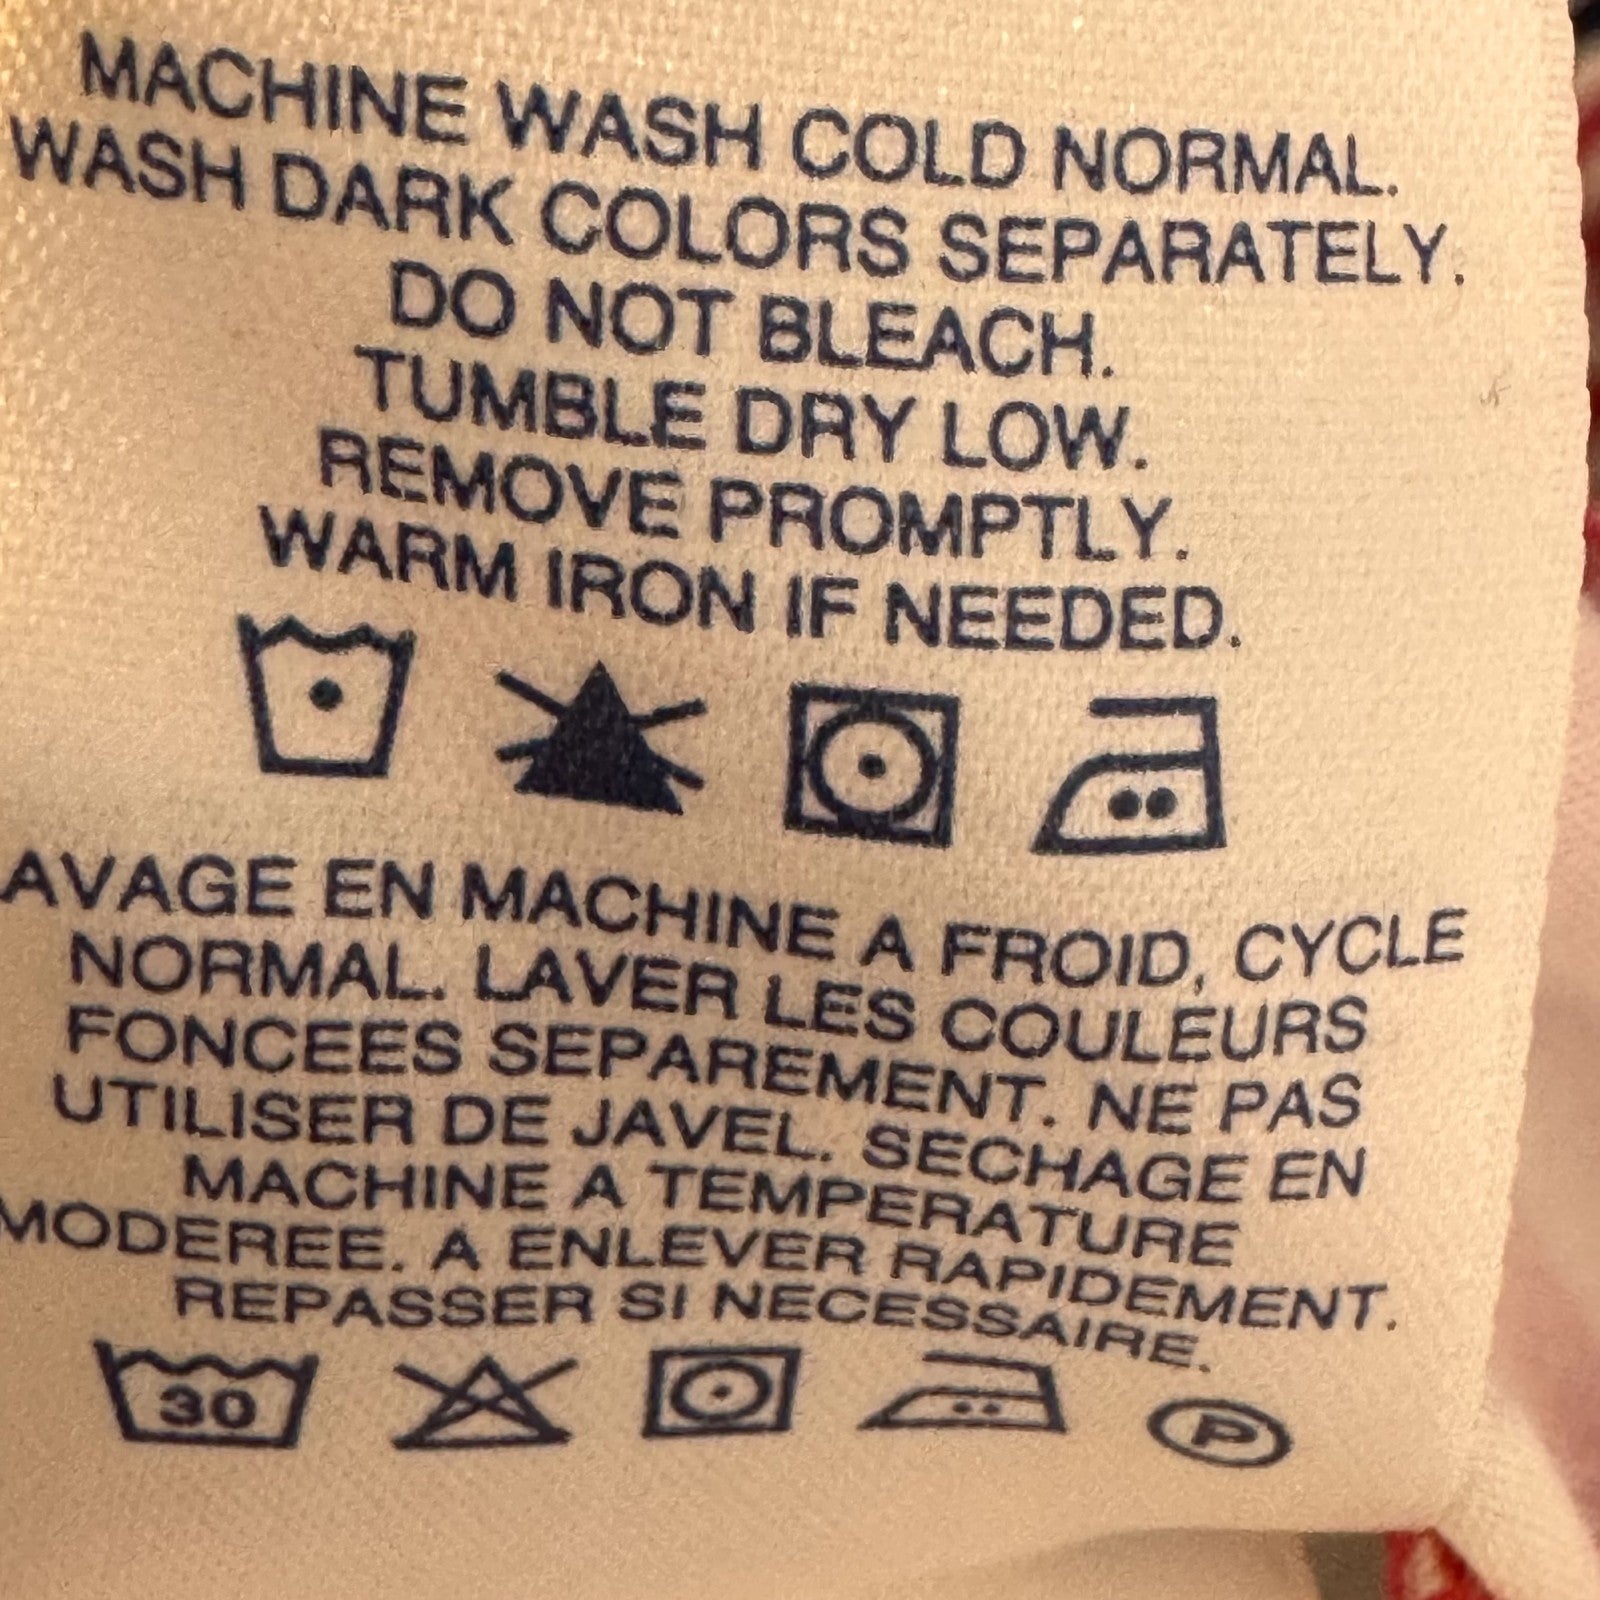 MACHINE WASH COLD NORMAL.
WASH DARK COLORS SEPARATELY.
DO NOT BLEACH.
TUMBLE DRY LOW.
REMOVE PROMPTLY.
WARM IRON IF NEEDED.
AVAGE EN MACHINE A FROID, CYCLE
NORMAL. LAVER LES COULEURS
FONCEES SEPAREMENT. NE PAS
UTILISER DE JAVEL. SECHAGE EN
MACHINE A TEMPERATURE
MODEREE. A ENLEVER RAPIDEMENT.
REPASSER SI NECESSAIRE.
30 P